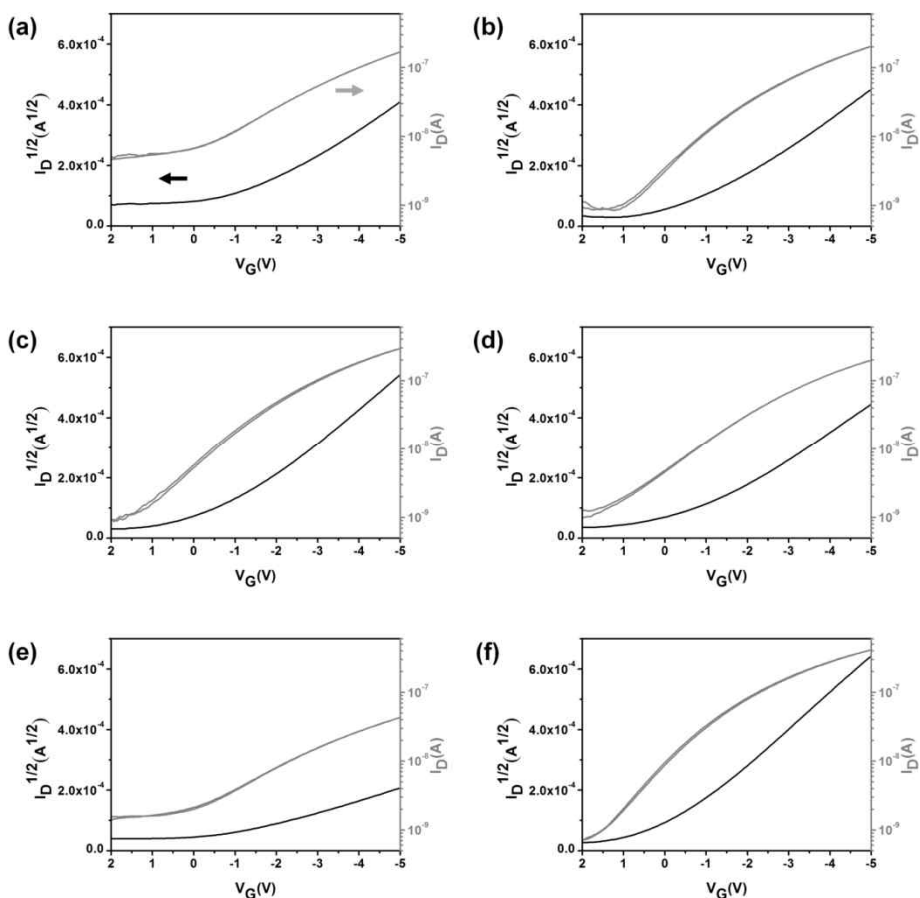 (a)
6.0x10⁻⁴
4.0x10⁻⁴
2.0x10⁻⁴
0.0
I_D^1/2(A^1/2)
10⁻⁷
10⁻⁸
10⁻⁹
I_D(A)
2 1 0 -1 -2 -3 -4 -5
V_G(V)
(b)
6.0x10⁻⁴
4.0x10⁻⁴
2.0x10⁻⁴
0.0
I_D^1/2(A^1/2)
10⁻⁷
10⁻⁸
10⁻⁹
I_D(A)
2 1 0 -1 -2 -3 -4 -5
V_G(V)
(c)
6.0x10⁻⁴
4.0x10⁻⁴
2.0x10⁻⁴
0.0
I_D^1/2(A^1/2)
10⁻⁷
10⁻⁸
10⁻⁹
I_D(A)
2 1 0 -1 -2 -3 -4 -5
V_G(V)
(d)
6.0x10⁻⁴
4.0x10⁻⁴
2.0x10⁻⁴
0.0
I_D^1/2(A^1/2)
10⁻⁷
10⁻⁸
10⁻⁹
I_D(A)
2 1 0 -1 -2 -3 -4 -5
V_G(V)
(e)
6.0x10⁻⁴
4.0x10⁻⁴
2.0x10⁻⁴
0.0
I_D^1/2(A^1/2)
10⁻⁷
10⁻⁸
10⁻⁹
I_D(A)
2 1 0 -1 -2 -3 -4 -5
V_G(V)
(f)
6.0x10⁻⁴
4.0x10⁻⁴
2.0x10⁻⁴
0.0
I_D^1/2(A^1/2)
10⁻⁷
10⁻⁸
10⁻⁹
I_D(A)
2 1 0 -1 -2 -3 -4 -5
V_G(V)